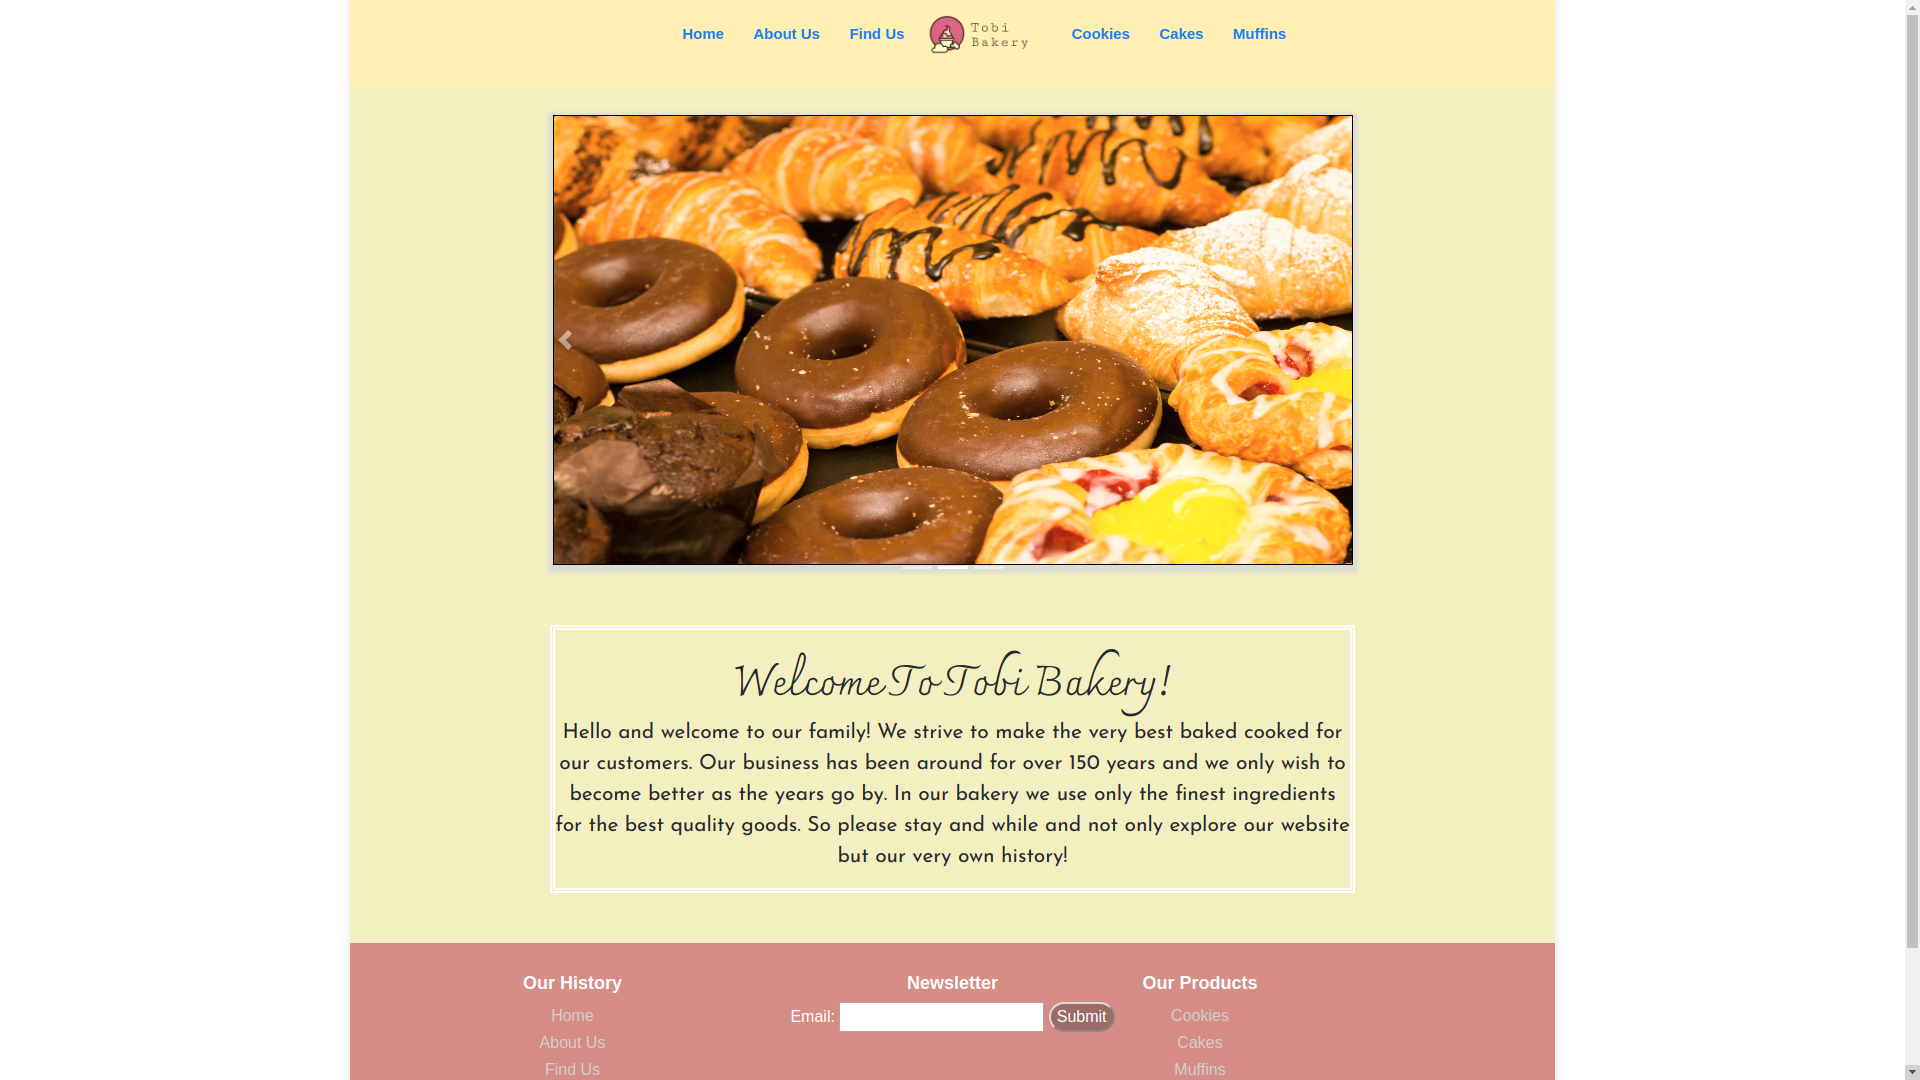 Home About Us Find Us Tobi Bakery Cookies Cakes Muffins
Welcome To Tobi Bakery!
Hello and welcome to our family! We strive to make the very best baked cooked for
our customers. Our business has been around for over 150 years and we only wish to
become better as the years go by. In our bakery we use only the finest ingredients
for the best quality goods. So please stay and while and not only explore our website
but our very own history!
Our History
Home
About Us
Find Us
Newsletter
Email: Submit
Our Products
Cookies
Cakes
Muffins